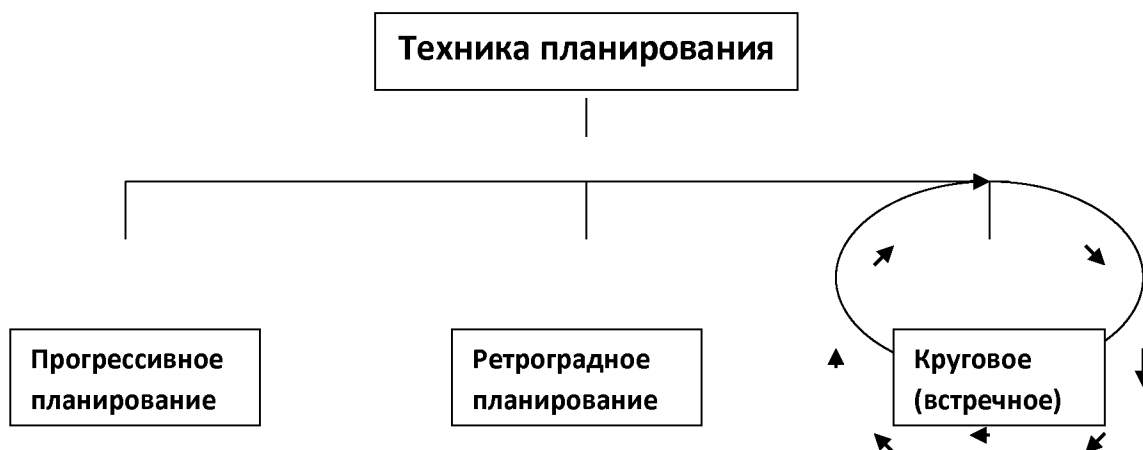 Техника планирования
Прогрессивное
планирование
Ретроградное
планирование
Круговое
(встречное)